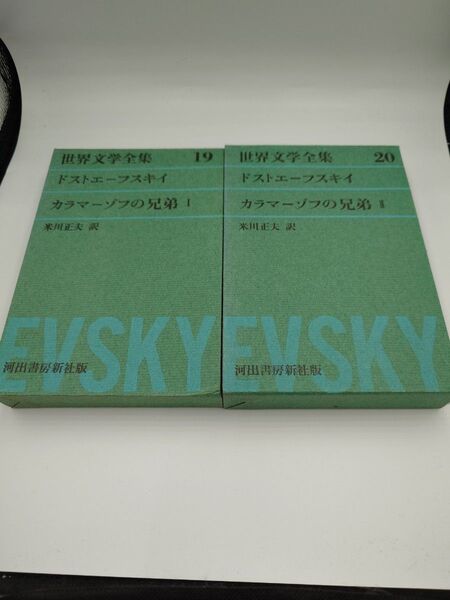 世界文学全集 19
ドストエーフスキイ
カラマーゾフの兄弟 I
米川正夫 訳
EVSKY
河出書房新社版
世界文学全集 20
ドストエーフスキイ
カラマーゾフの兄弟 II
米川正夫 訳
EVSKY
河出書房新社版